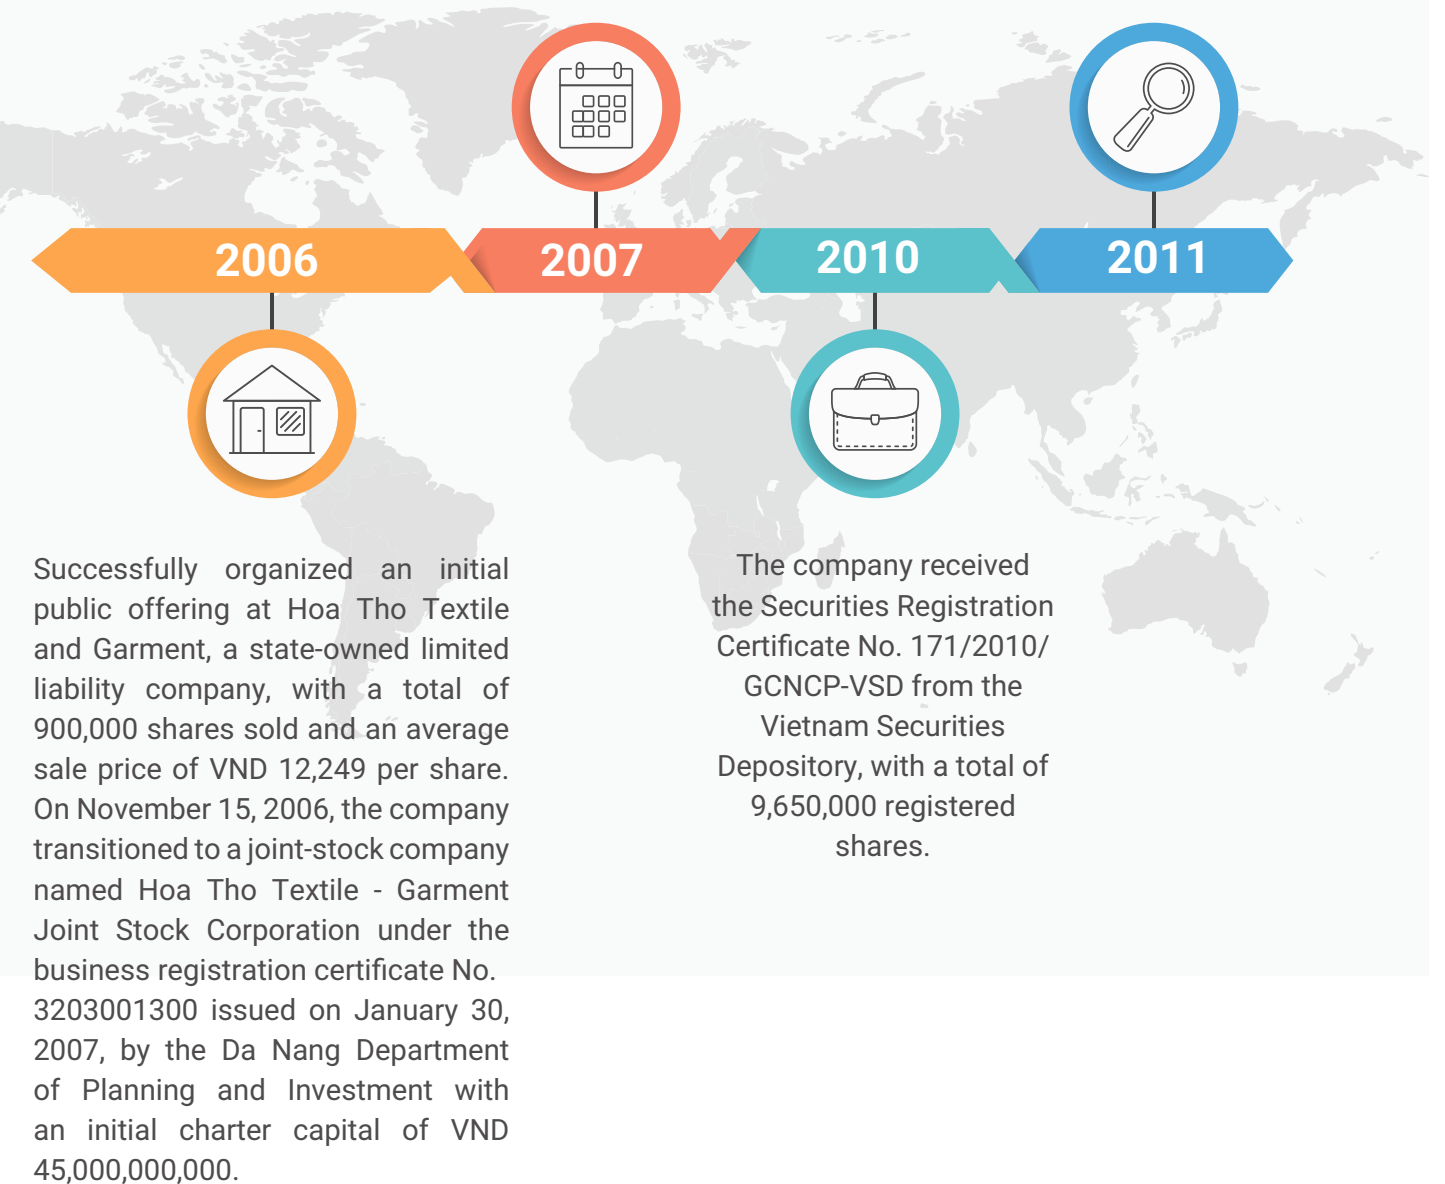 2006
2007
2010
2011
Successfully organized an initial
public offering at Hoa Tho Textile
and Garment, a state-owned limited
liability company, with a total of
900,000 shares sold and an average
sale price of VND 12,249 per share.
On November 15, 2006, the company
transitioned to a joint-stock company
named Hoa Tho Textile - Garment
Joint Stock Corporation under the
business registration certificate No.
3203001300 issued on January 30,
2007, by the Da Nang Department
of Planning and Investment with
an initial charter capital of VND
45,000,000,000.
The company received
the Securities Registration
Certificate No. 171/2010/
GCNCP-VSD from the
Vietnam Securities
Depository, with a total of
9,650,000 registered
shares.